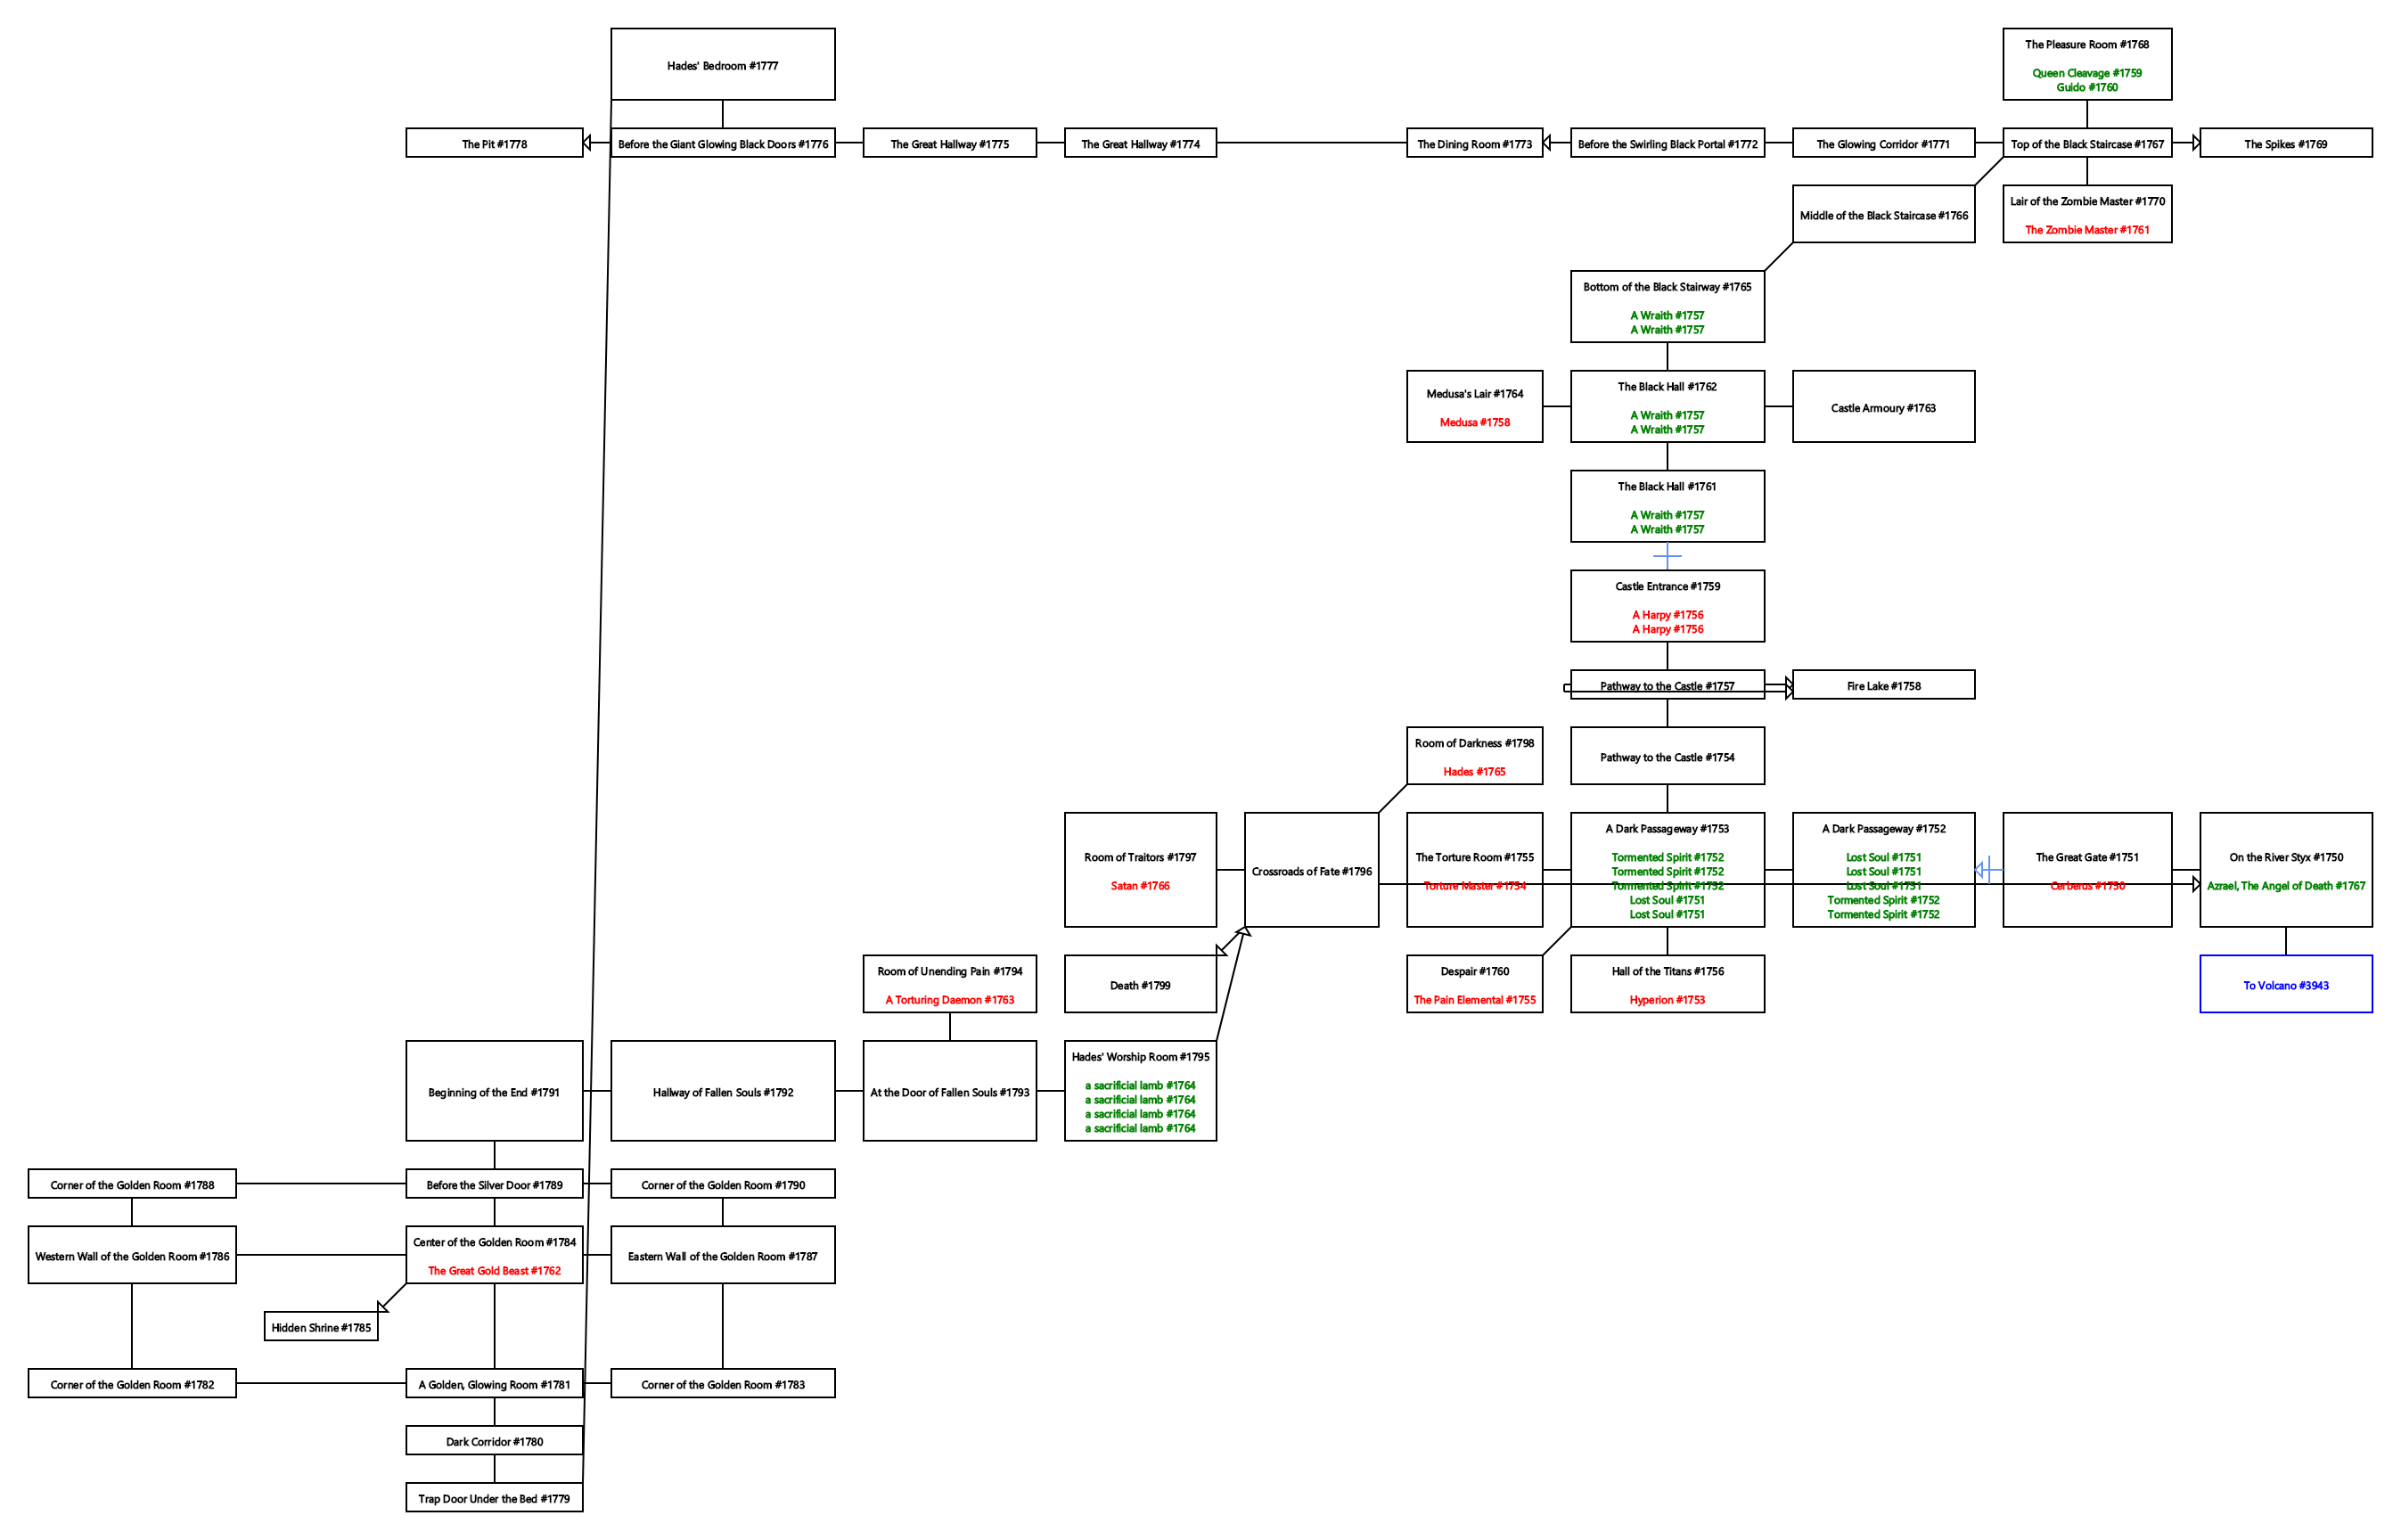 Hades' Bedroom #1777
The Pleasure Room #1768
Queen Cleavage #1759
Guido #1760
The Pit #1778
Before the Giant Glowing Black Doors #1776
The Great Hallway #1775
The Great Hallway #1774
The Dining Room #1773
Before the Swirling Black Portal #1772
The Glowing Corridor #1771
Top of the Black Staircase #1767
The Spikes #1769
Middle of the Black Staircase #1766
Lair of the Zombie Master #1770
The Zombie Master #1761
Bottom of the Black Stairway #1765
A Wraith #1757
A Wraith #1757
Medusa's Lair #1764
Medusa #1758
The Black Hall #1762
A Wraith #1757
A Wraith #1757
Castle Armoury #1763
The Black Hall #1761
A Wraith #1757
A Wraith #1757
Castle Entrance #1759
A Harpy #1756
A Harpy #1756
Pathway to the Castle #1757
Fire Lake #1758
Room of Darkness #1798
Hades #1765
Pathway to the Castle #1754
Room of Traitors #1797
Satan #1766
Crossroads of Fate #1796
The Torture Room #1755
Torture Master #1754
A Dark Passageway #1753
Tormented Spirit #1752
Tormented Spirit #1752
Tormented Spirit #1752
Lost Soul #1751
Lost Soul #1751
A Dark Passageway #1752
Lost Soul #1751
Lost Soul #1751
Lost Soul #1751
Tormented Spirit #1752
Tormented Spirit #1752
The Great Gate #1751
Cerberus #1750
On the River Styx #1750
Azrael, The Angel of Death #1767
Room of Unending Pain #1794
A Torturing Daemon #1763
Death #1799
Despair #1760
The Pain Elemental #1755
Hall of the Titans #1756
Hyperion #1753
To Volcano #3943
Beginning of the End #1791
Hallway of Fallen Souls #1792
At the Door of Fallen Souls #1793
Hades' Worship Room #1795
a sacrificial lamb #1764
a sacrificial lamb #1764
a sacrificial lamb #1764
a sacrificial lamb #1764
Corner of the Golden Room #1788
Before the Silver Door #1789
Corner of the Golden Room #1790
Western Wall of the Golden Room #1786
Center of the Golden Room #1784
The Great Gold Beast #1762
Eastern Wall of the Golden Room #1787
Hidden Shrine #1785
Corner of the Golden Room #1782
A Golden, Glowing Room #1781
Corner of the Golden Room #1783
Dark Corridor #1780
Trap Door Under the Bed #1779